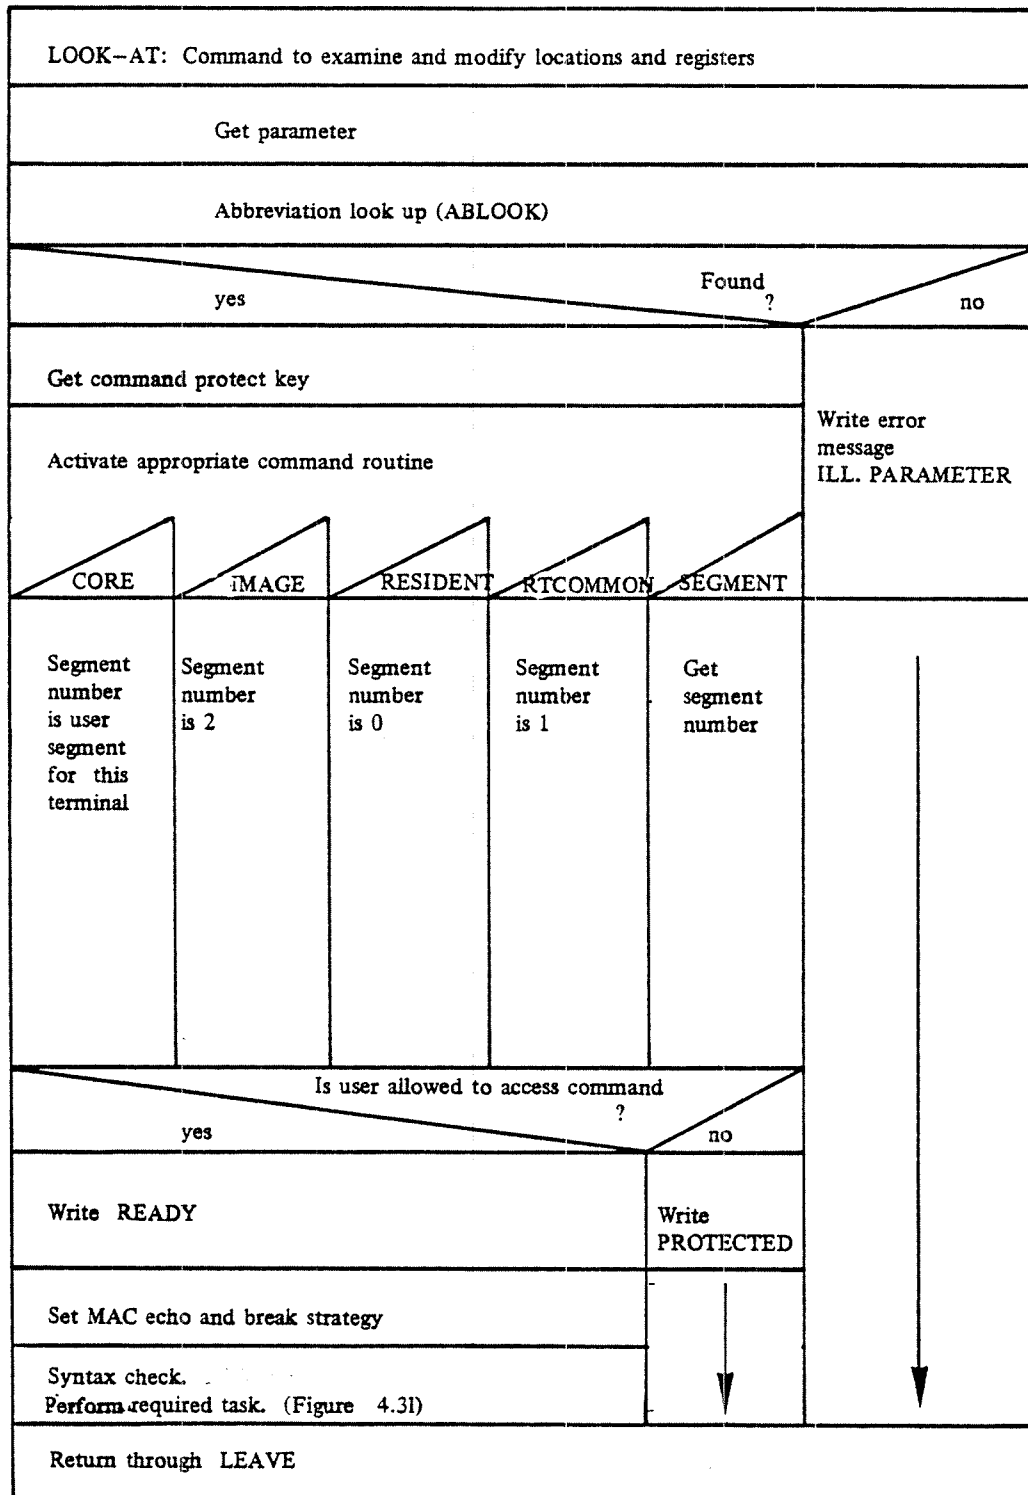 LOOK-AT: Command to examine and modify locations and registers
Get parameter
Abbreviation look up (ABLOOK)
Found
?
yes
no
Get command protect key
Activate appropriate command routine
Write error
message
ILL. PARAMETER
CORE
IMAGE
RESIDENT
RTCOMMON
SEGMENT
Segment
number
is user
segment
for this
terminal
Segment
number
is 2
Segment
number
is 0
Segment
number
is 1
Get
segment
number
Is user allowed to access command
?
yes
no
Write READY
Write
PROTECTED
Set MAC echo and break strategy
Syntax check.
Perform required task. (Figure 4.31)
Return through LEAVE